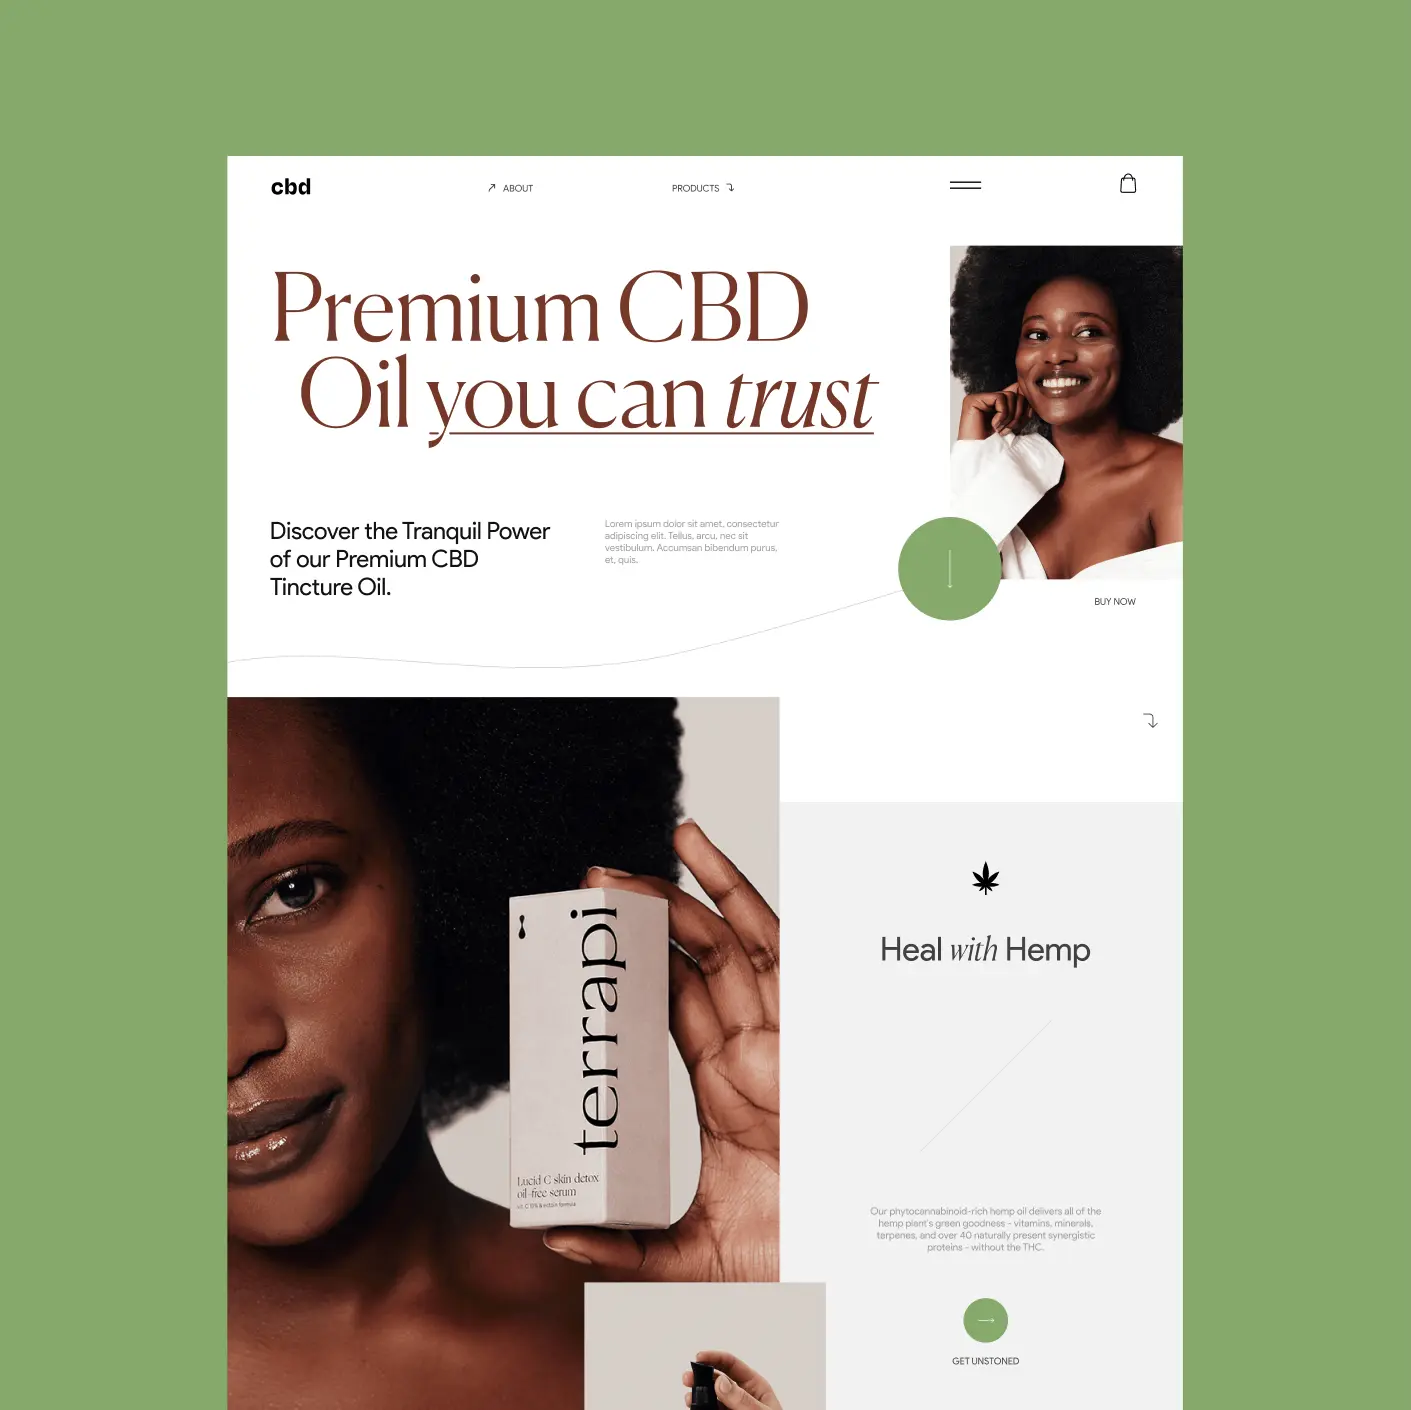 cbd
ABOUT
PRODUCTS
Premium CBD
Oil you can trust
Discover the Tranquil Power
of our Premium CBD
Tincture Oil.
Lorem ipsum dolor sit amet, consectetur
adipiscing elit. Tellus, arcu, nec sit
vestibulum. Accumsan bibendum purus,
et, quis.
BUY NOW
terrapi
Lucid C skin detox
oil-free serum
Heal with Hemp
Our phytocannabinoid-rich hemp oil delivers all of the
hemp plant's green goodness - vitamins, minerals,
terpenes, and over 40 naturally present synergistic
proteins - without the THC.
GET UNSTONED